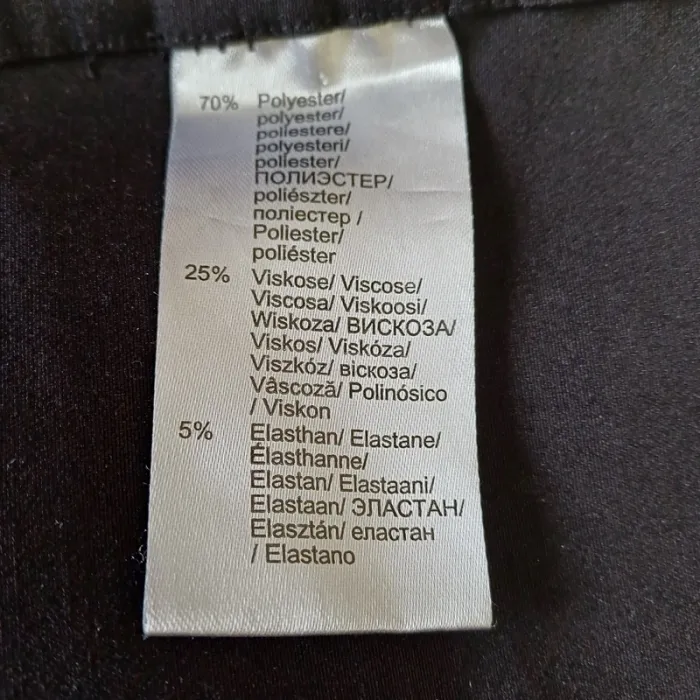 70% Polyester/
polyester/
poliestere/
polyesteri/
poliester/
ПОЛИЭСТЕР/
poliészter/
поліестер /
Poliester/
poliéster
25% Viskose/ Viscose/
Viscosa/ Viskoosi/
Wiskoza/ ВИСКОЗА/
Viskos/ Viskóza/
Viszkóz/ віскоза/
Vâscoză/ Polinósico
/ Viskon
5% Elasthan/ Elastane/
Élasthanne/
Elastan/ Elastaani/
Elastaan/ ЭЛАСТАН/
Elasztán/ еластан
/ Elastano